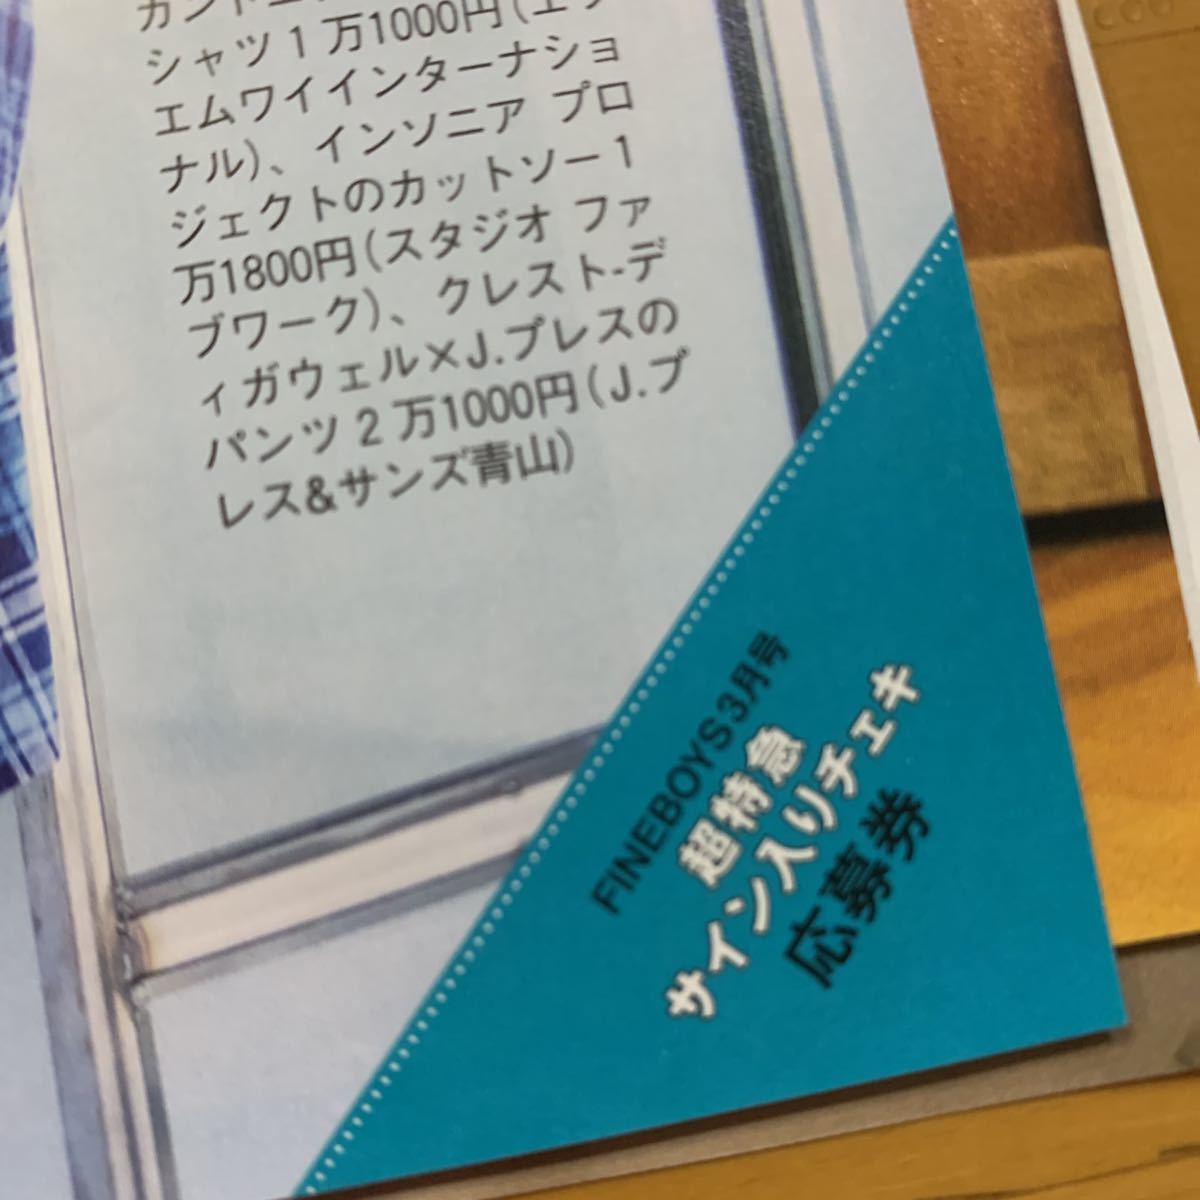 シャツ1万1000円(エ
エムワイインターナショ
ナル)、インソニア プロ
ジェクトのカットソー1
万1800円(スタジオ ファ
ブワーク)、クレスト-デ
ィガウェル×J.プレスの
パンツ2万1000円(J.プ
レス&サンズ青山)
FINEBOYS3月号
超特急
サイン入りチェキ
応募券